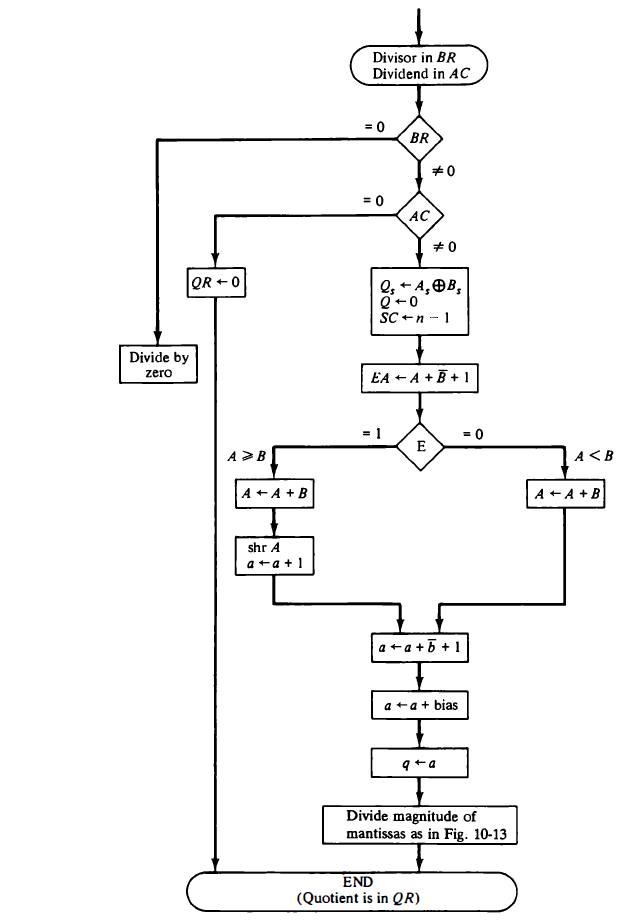 Divisor in BR
Dividend in AC
= 0
BR
≠ 0
= 0
AC
≠ 0
QR ← 0
Qₛ ← Aₛ ⊕ Bₛ
Q ← 0
SC ← n − 1
Divide by
zero
EA ← A + B̅ + 1
= 1
E
= 0
A ⩾ B
A < B
A ← A + B
A ← A + B
shr A
a ← a + 1
a ← a + b̅ + 1
a ← a + bias
q ← a
Divide magnitude of
mantissas as in Fig. 10-13
END
(Quotient is in QR)